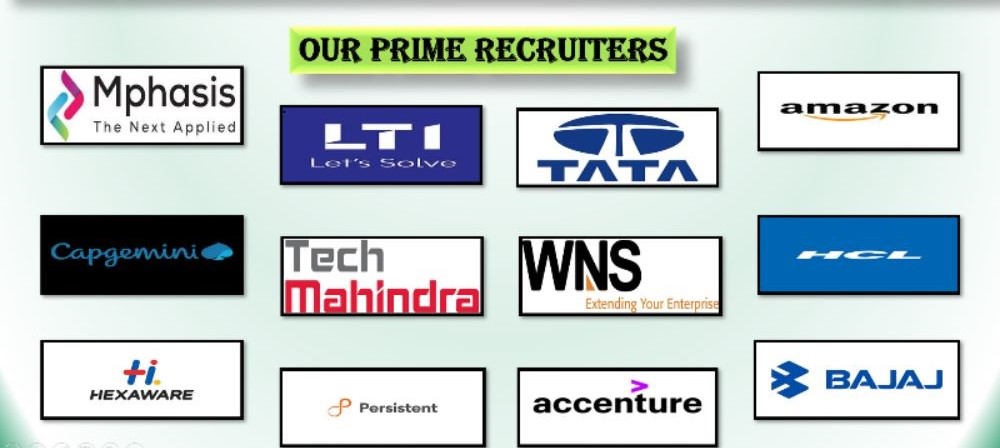 OUR PRIME RECRUITERS
Mphasis
The Next Applied
LTI
Let's Solve
TATA
amazon
Capgemini
Tech
Mahindra
WNS
Extending Your Enterprise
HCL
Hi
HEXAWARE
Persistent
accenture
BAJAJ